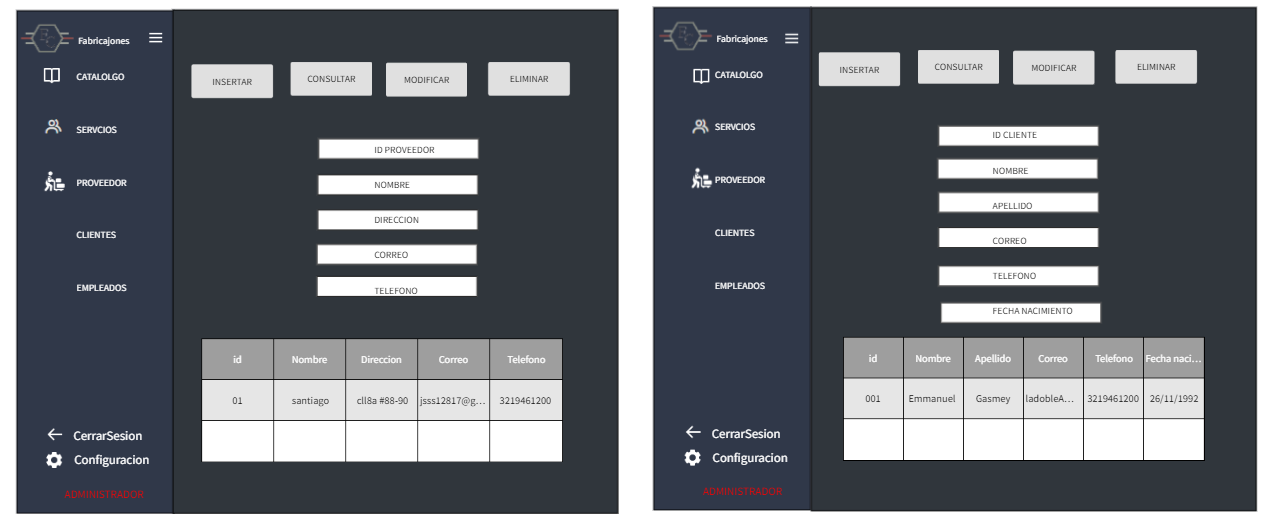 Fabricajones
CATALOLGO
SERVCIOS
PROVEEDOR
CLIENTES
EMPLEADOS
CerrarSesion
Configuracion
ADMINISTRADOR
INSERTAR CONSULTAR MODIFICAR ELIMINAR
ID PROVEEDOR
NOMBRE
DIRECCION
CORREO
TELEFONO
id Nombre Direccion Correo Telefono
01 santiago cll8a #88-90 jsss12817@g... 3219461200
Fabricajones
CATALOLGO
SERVCIOS
PROVEEDOR
CLIENTES
EMPLEADOS
CerrarSesion
Configuracion
ADMINISTRADOR
INSERTAR CONSULTAR MODIFICAR ELIMINAR
ID CLIENTE
NOMBRE
APELLIDO
CORREO
TELEFONO
FECHA NACIMIENTO
id Nombre Apellido Correo Telefono Fecha naci...
001 Emmanuel Gasmey ladobleA... 3219461200 26/11/1992